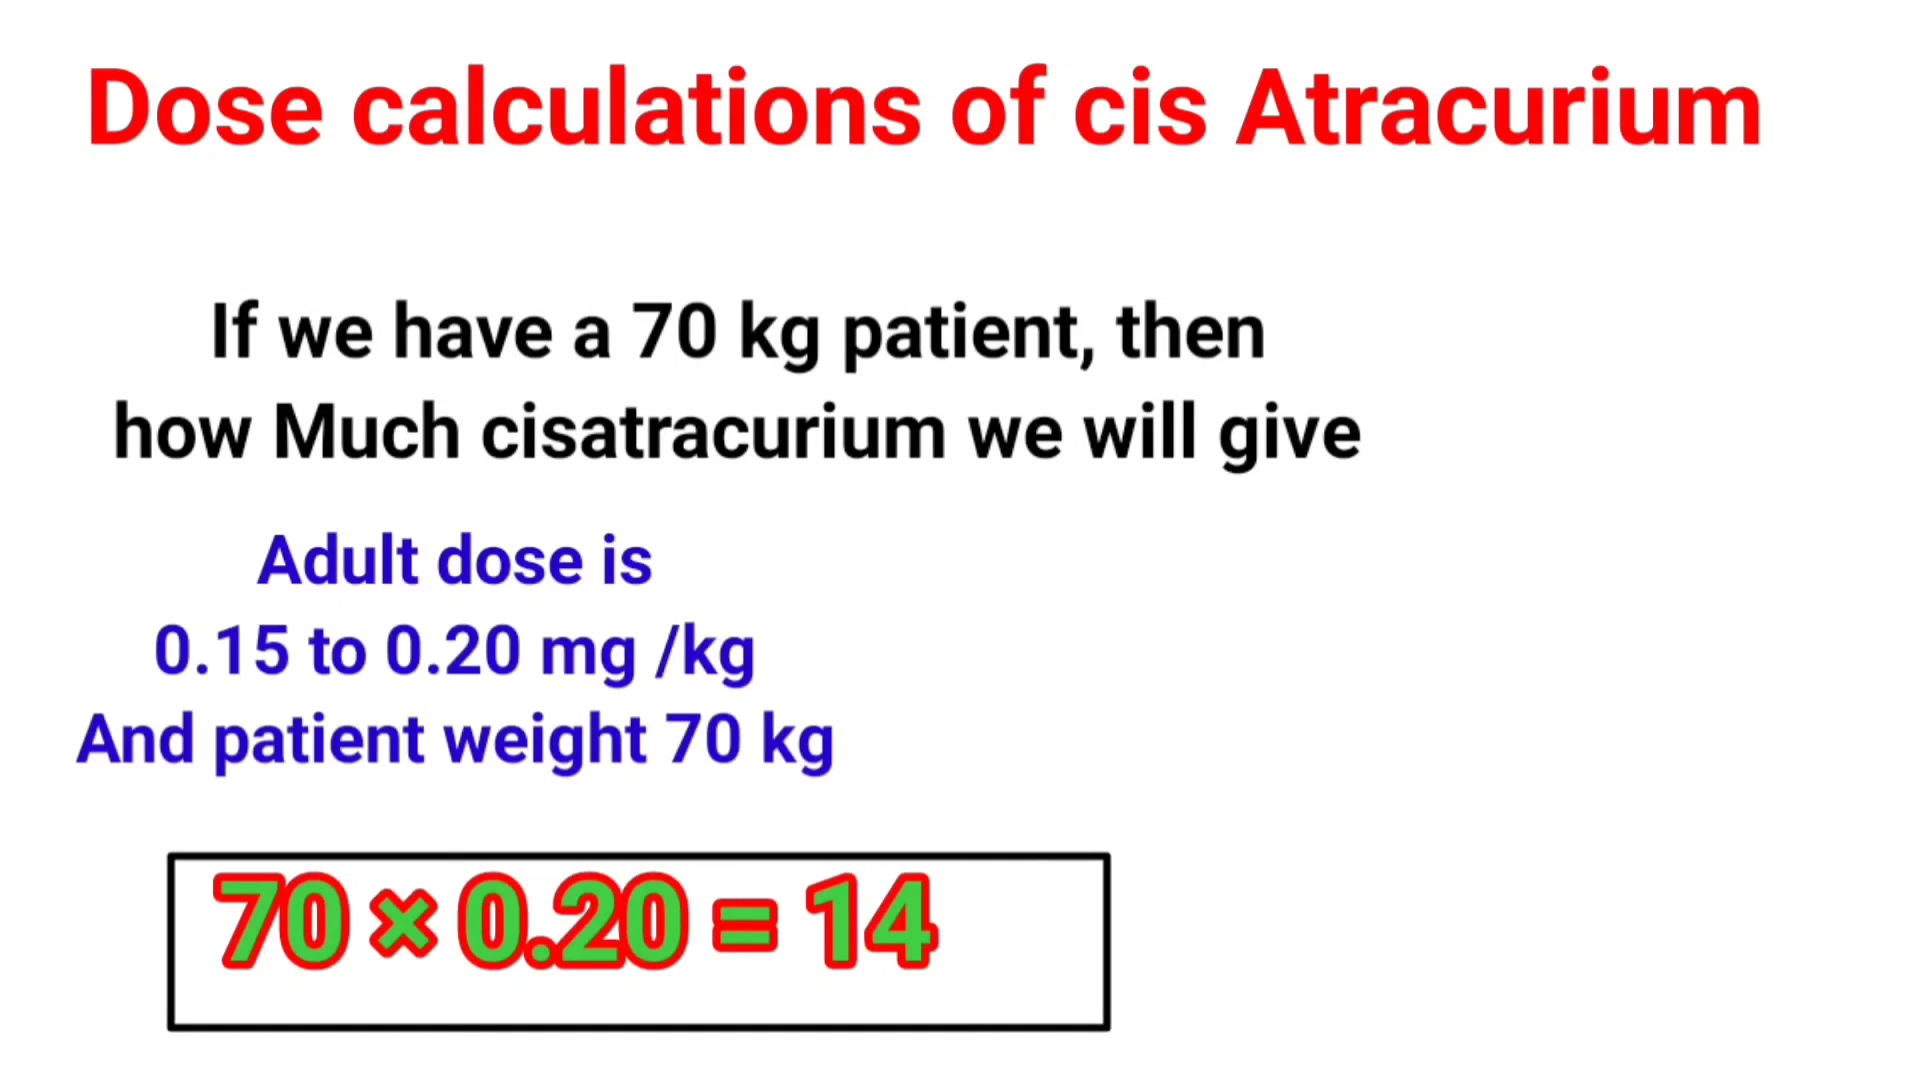 Dose calculations of cis Atracurium
If we have a 70 kg patient, then
how Much cisatracurium we will give
Adult dose is
0.15 to 0.20 mg /kg
And patient weight 70 kg
70 × 0.20 = 14